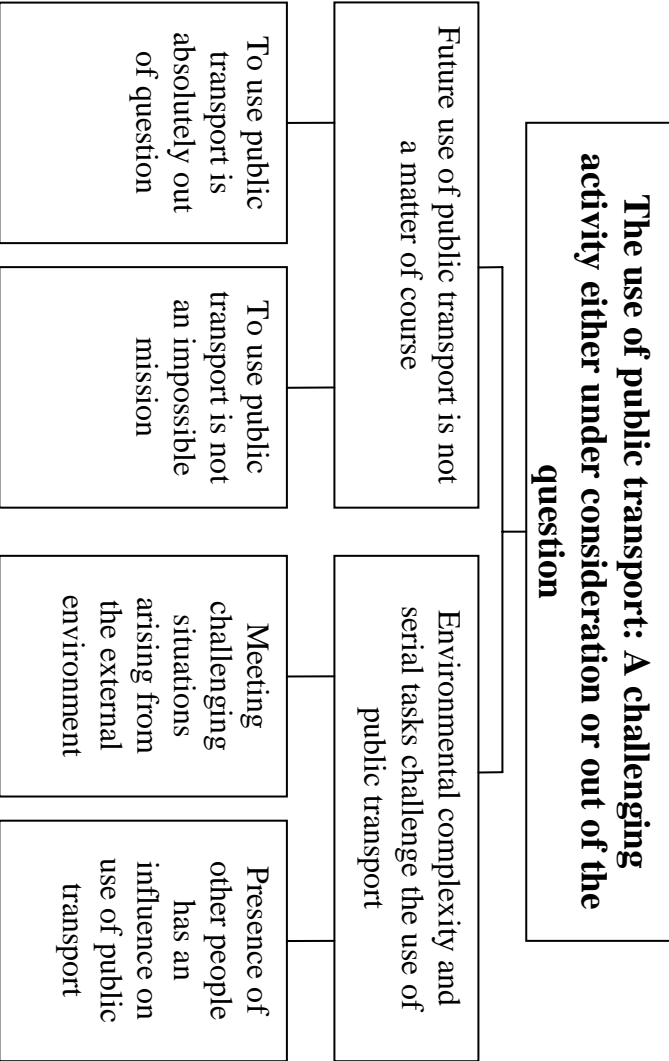 The use of public transport: A challenging
activity either under consideration or out of the
question
Future use of public transport is not
a matter of course
Environmental complexity and
serial tasks challenge the use of
public transport
To use public
transport is
absolutely out
of question
To use public
transport is not
an impossible
mission
Meeting
challenging
situations
arising from
the external
environment
Presence of
other people
has an
influence on
use of public
transport